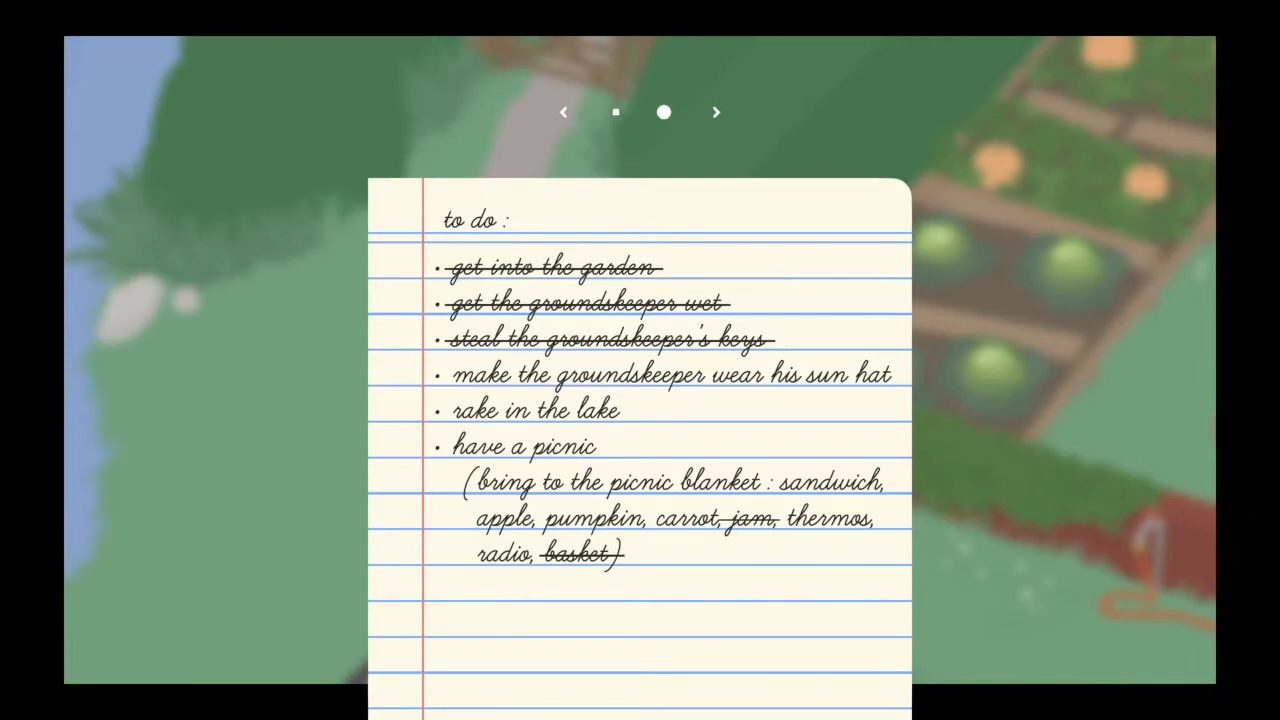 to do :
• get into the garden
• get the groundskeeper wet
• steal the groundskeeper's keys
• make the groundskeeper wear his sun hat
• rake in the lake
• have a picnic
(bring to the picnic blanket : sandwich,
apple, pumpkin, carrot, jam, thermos,
radio, basket)